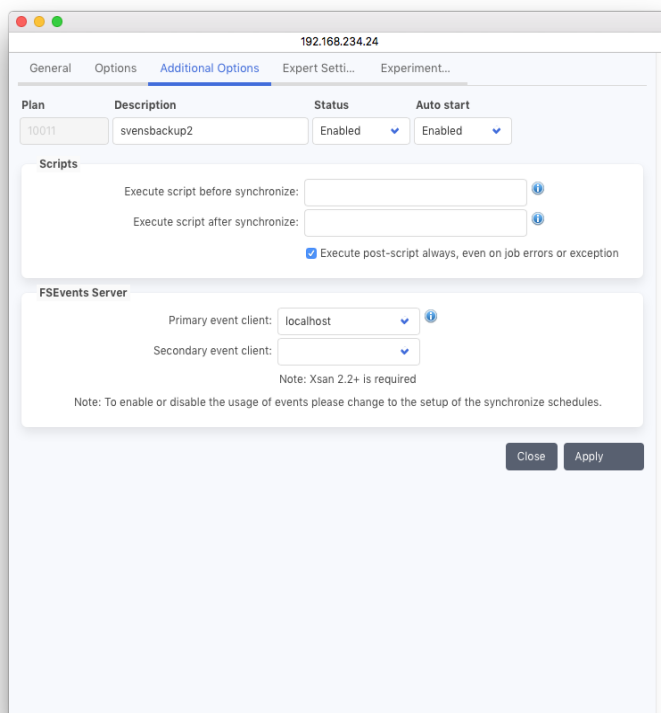 192.168.234.24
General Options Additional Options Expert Setti... Experiment...
Plan Description Status Auto start
10011 svensbackup2 Enabled Enabled
Scripts
Execute script before synchronize:
Execute script after synchronize:
Execute post-script always, even on job errors or exception
FSEvents Server
Primary event client: localhost
Secondary event client:
Note: Xsan 2.2+ is required
Note: To enable or disable the usage of events please change to the setup of the synchronize schedules.
Close Apply